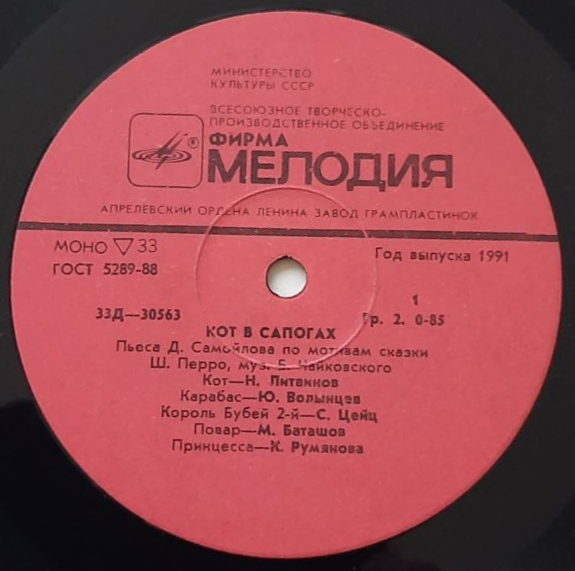 МИНИСТЕРСТВО
КУЛЬТУРЫ СССР
ВСЕСОЮЗНОЕ ТВОРЧЕСКО-
ПРОИЗВОДСТВЕННОЕ ОБЪЕДИНЕНИЕ
ФИРМА
®
МЕЛОДИЯ
АПРЕЛЕВСКИЙ ОРДЕНА ЛЕНИНА ЗАВОД ГРАМПЛАСТИНОК
МОНО ▽ 33
ГОСТ 5289-88
Год выпуска 1991
33Д—30563
1
Гр. 2. 0-85
КОТ В САПОГАХ
Пьеса Д. Самойлова по мотивам сказки
Ш. Перро, муз. Б. Чайковского
Кот—Н. Литвинов
Карабас—Ю. Волынцев
Король Бубей 2-й—С. Цейц
Повар—М. Баташов
Принцесса—К. Румянова